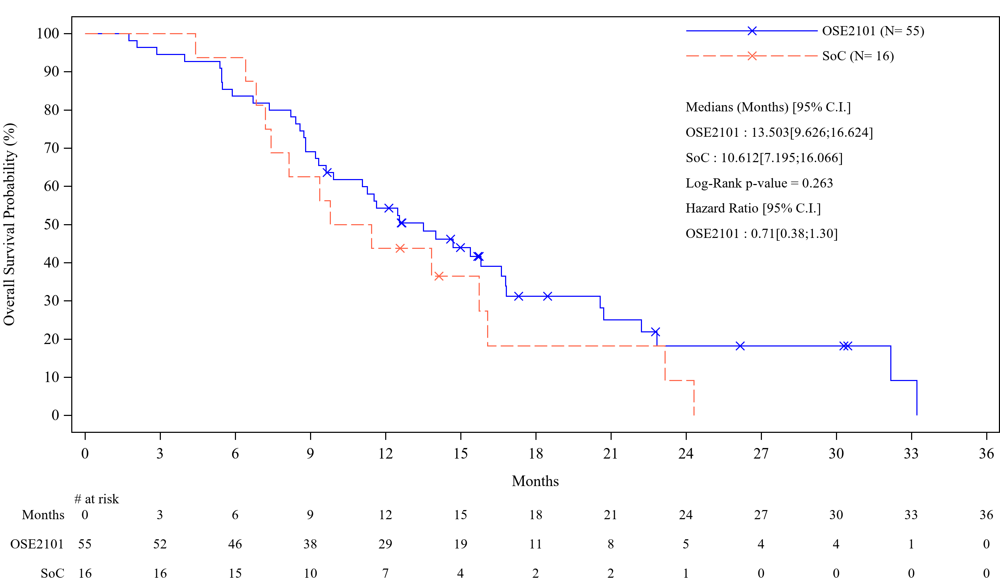 OSE2101 (N= 55)
SoC (N= 16)
Medians (Months) [95% C.I.]
OSE2101 : 13.503[9.626;16.624]
SoC : 10.612[7.195;16.066]
Log-Rank p-value = 0.263
Hazard Ratio [95% C.I.]
OSE2101 : 0.71[0.38;1.30]
Overall Survival Probability (%)
100
90
80
70
60
50
40
30
20
10
0
0 3 6 9 12 15 18 21 24 27 30 33 36
Months
# at risk
Months 0 3 6 9 12 15 18 21 24 27 30 33 36
OSE2101 55 52 46 38 29 19 11 8 5 4 4 1 0
SoC 16 16 15 10 7 4 2 2 1 0 0 0 0